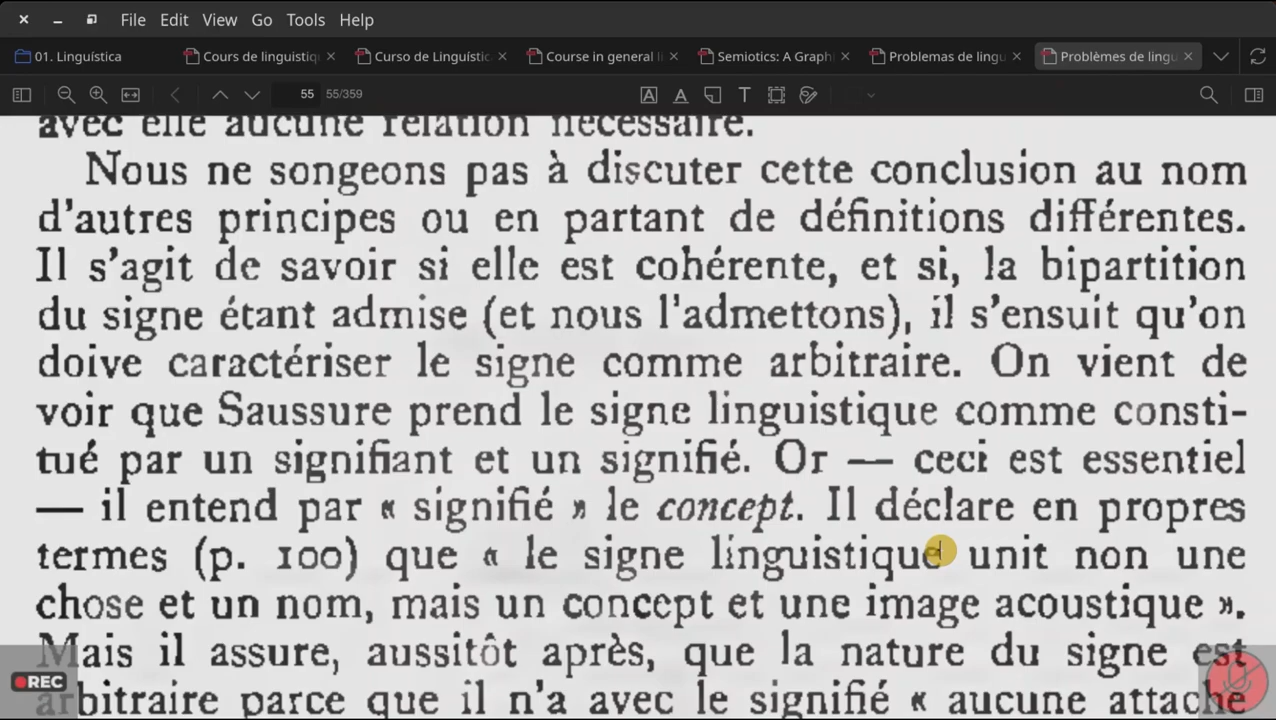 File Edit View Go Tools Help
01. Linguística Cours de linguistiq Curso de Linguístic Course in general l Semiotics: A Graph Problemas de lingu Problèmes de lingu
55 55/359
avec elle aucune relation nécessaire.
Nous ne songeons pas à discuter cette conclusion au nom
d'autres principes ou en partant de définitions différentes.
Il s'agit de savoir si elle est cohérente, et si, la bipartition
du signe étant admise (et nous l'admettons), il s'ensuit qu'on
doive caractériser le signe comme arbitraire. On vient de
voir que Saussure prend le signe linguistique comme consti-
tué par un signifiant et un signifié. Or — ceci est essentiel
— il entend par « signifié » le concept. Il déclare en propres
termes (p. 100) que « le signe linguistique unit non une
chose et un nom, mais un concept et une image acoustique ».
Mais il assure, aussitôt après, que la nature du signe est
REC
arbitraire parce que il n'a avec le signifié « aucune attache